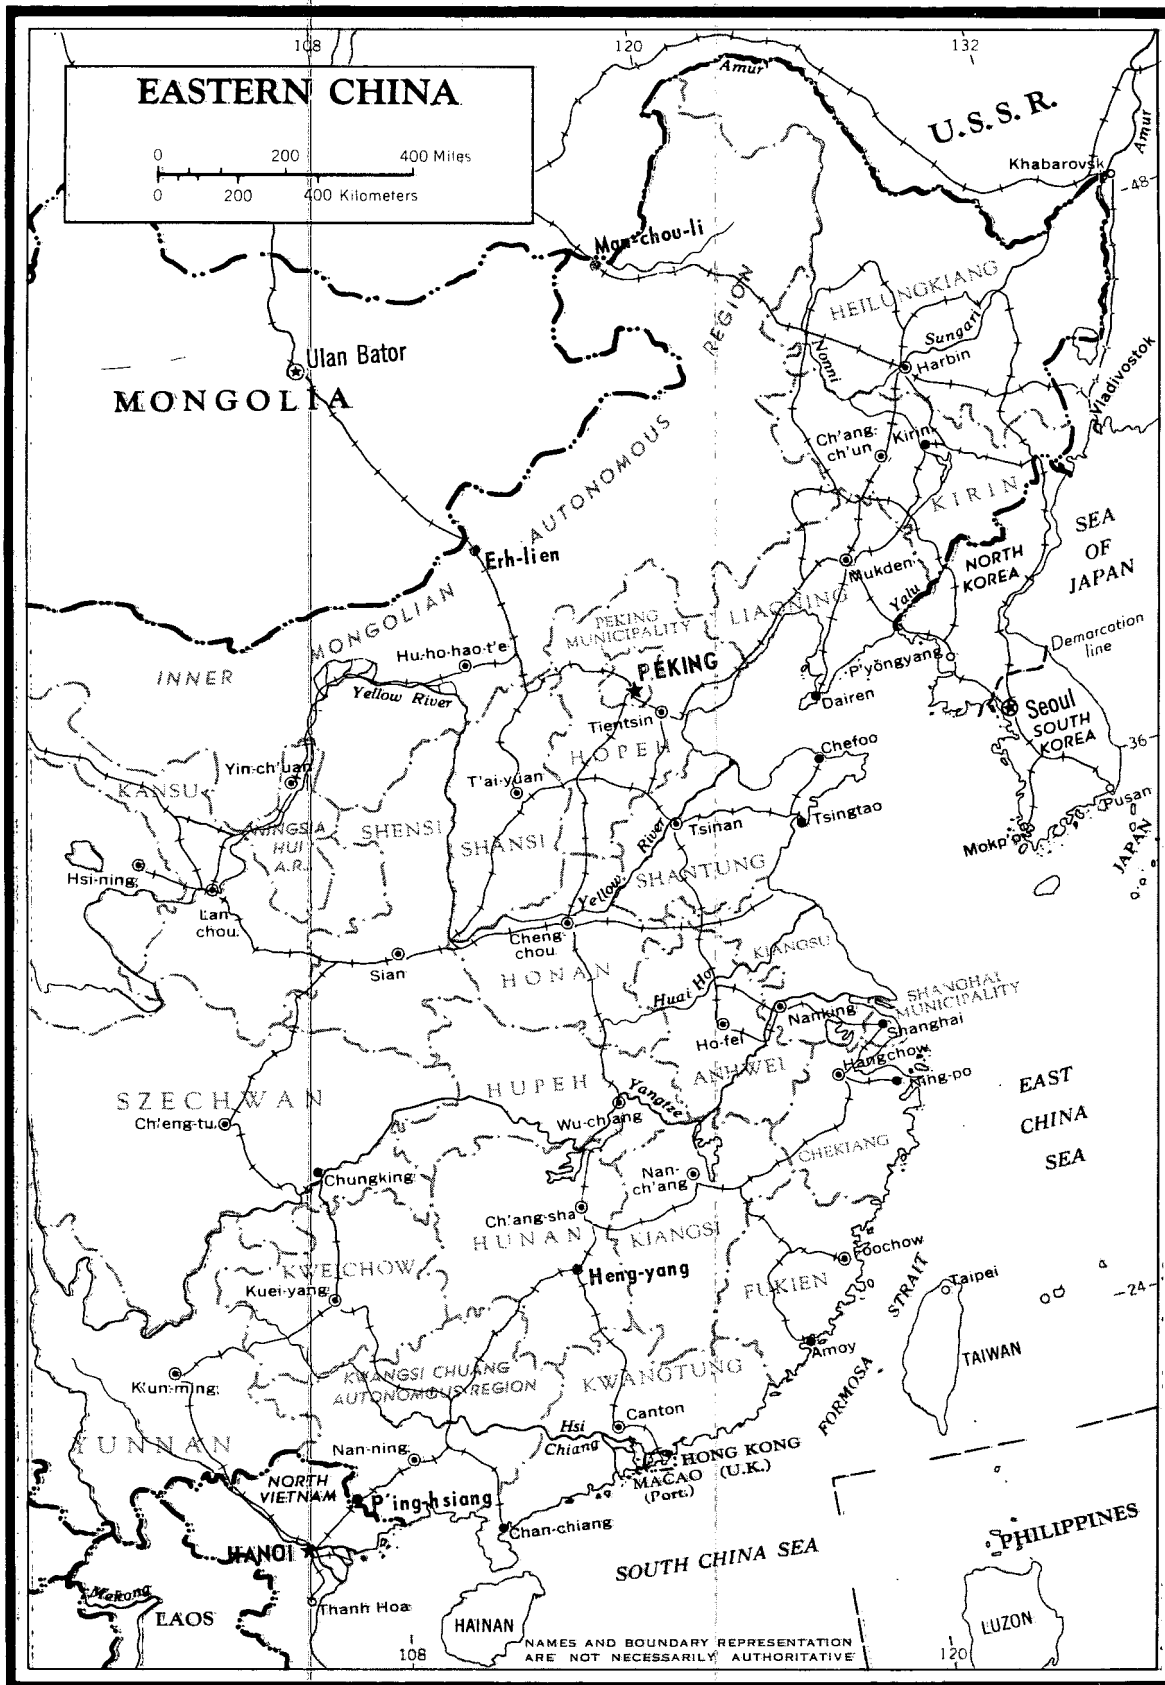 108
120
132
EASTERN CHINA
0 200 400 Miles
0 200 400 Kilometers
Amur
U.S.S.R.
Amur
Khabarovsk
48
Man-chou-li
REGION
HEILUNGKIANG
Sungari
Nonni
Harbin
Vladivostok
Ulan Bator
MONGOLIA
AUTONOMOUS
Ch'ang-
ch'un
Kirin
KIRIN
SEA
OF
JAPAN
Erh-lien
Mukden
NORTH
KOREA
Yalu
LIAONING
MONGOLIAN
PEKING
MUNICIPALITY
Demarcation
line
INNER
Hu-ho-hao-t'e
Yellow River
PEKING
P'yŏngyang
Dairen
Tientsin
Seoul
SOUTH
KOREA
HOPEH
Chefoo
36
Yin-ch'uan
KANSU
T'ai-yuan
Pusan
NINGSIA
HUI
A.R.
SHENSI
SHANSI
Yellow River
Tsinan
Tsingtao
Mokp'o
JAPAN
Hsi-ning
SHANTUNG
Lan-
chou
Sian
Cheng-
chou
HONAN
KIANGSU
Huai Ho
SHANGHAI
MUNICIPALITY
Nanking
Shanghai
Ho-fei
ANHWEI
Hangchow
Ning-po
HUPEH
Yangtze
EAST
CHINA
SEA
SZECHWAN
Ch'eng-tu
Wu-ch'ang
CHEKIANG
Chungking
Nan-
ch'ang
Ch'ang-sha
HUNAN
KIANGSI
Foochow
KWEICHOW
Heng-yang
Kuei-yang
FUKIEN
FORMOSA STRAIT
Taipei
24
TAIWAN
Amoy
K'un-ming
KWANGSI CHUANG
AUTONOMOUS REGION
KWANGTUNG
YUNNAN
Hsi
Chiang
Canton
Nan-ning
HONG KONG
(U.K.)
MACAO
(Port.)
NORTH
VIETNAM
P'ing-hsiang
Chan-chiang
HANOI
SOUTH CHINA SEA
PHILIPPINES
Mekong
LAOS
Thanh Hoa
HAINAN
LUZON
NAMES AND BOUNDARY REPRESENTATION
ARE NOT NECESSARILY AUTHORITATIVE
108
120